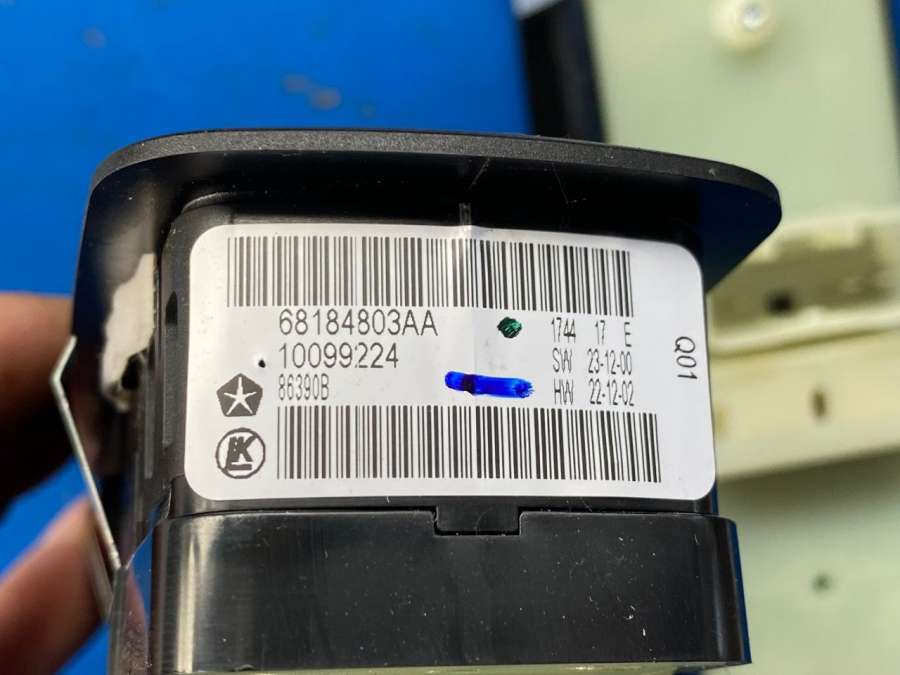 68184803AA 1744 17 E
10099224 SW 23-12-00
86390B HW 22-12-02
K
Q01